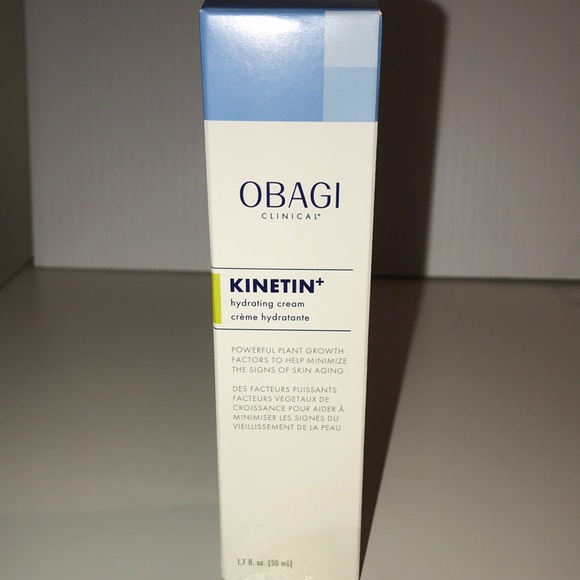 OBAGI
CLINICAL®
KINETIN+
hydrating cream
crème hydratante
POWERFUL PLANT GROWTH
FACTORS TO HELP MINIMIZE
THE SIGNS OF SKIN AGING
DES FACTEURS PUISSANTS
FACTEURS VEGETAUX DE
CROISSANCE POUR AIDER À
MINIMISER LES SIGNES DU
VIEILLISSEMENT DE LA PEAU
1.7 fl. oz. (50 mL)